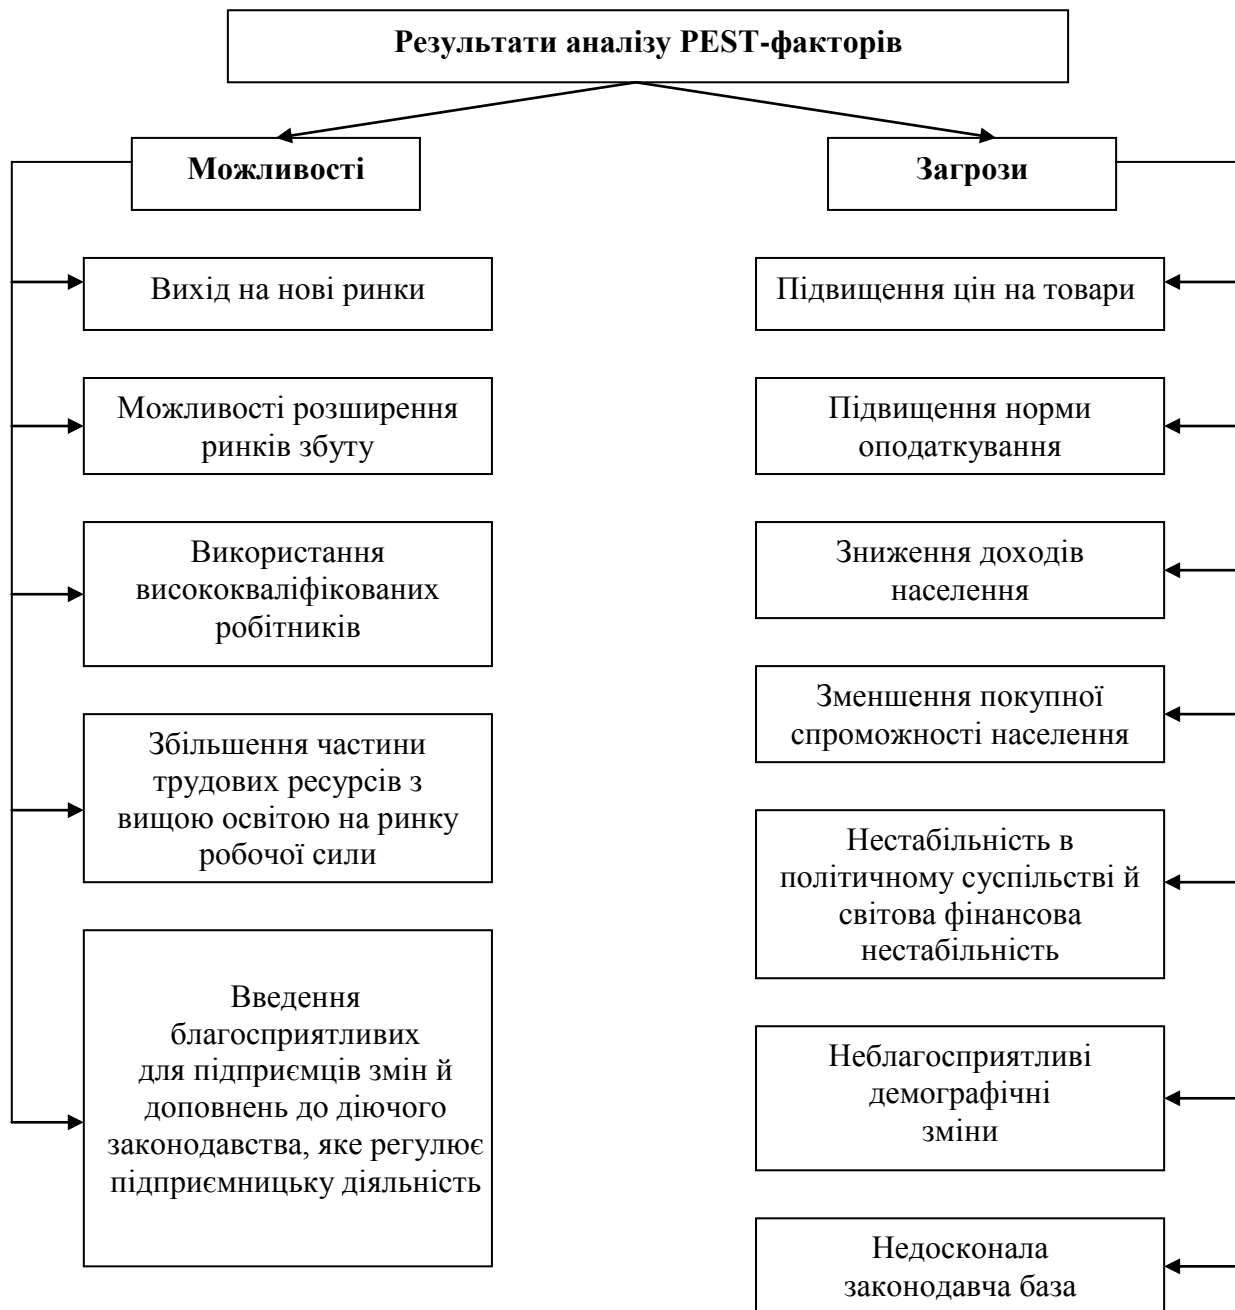 Результати аналізу PEST-факторів
Можливості
Вихід на нові ринки
Можливості розширення
ринків збуту
Використання
висококваліфікованих
робітників
Збільшення частини
трудових ресурсів з
вищою освітою на ринку
робочої сили
Введення
благосприятливих
для підприємців змін й
доповнень до діючого
законодавства, яке регулює
підприємницьку діяльність
Загрози
Підвищення цін на товари
Підвищення норми
оподаткування
Зниження доходів
населення
Зменшення покупної
спроможності населення
Нестабільність в
політичному суспільстві й
світова фінансова
нестабільність
Неблагосприятливі
демографічні
зміни
Недосконала
законодавча база